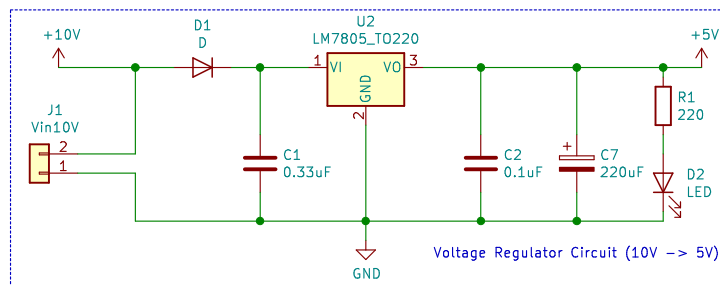 +10V
D1
D
U2
LM7805_TO220
+5V
1
VI
VO
3
GND
2
J1
Vin10V
2
1
C1
0.33uF
C2
0.1uF
+
C7
220uF
R1
220
D2
LED
GND
Voltage Regulator Circuit (10V -> 5V)